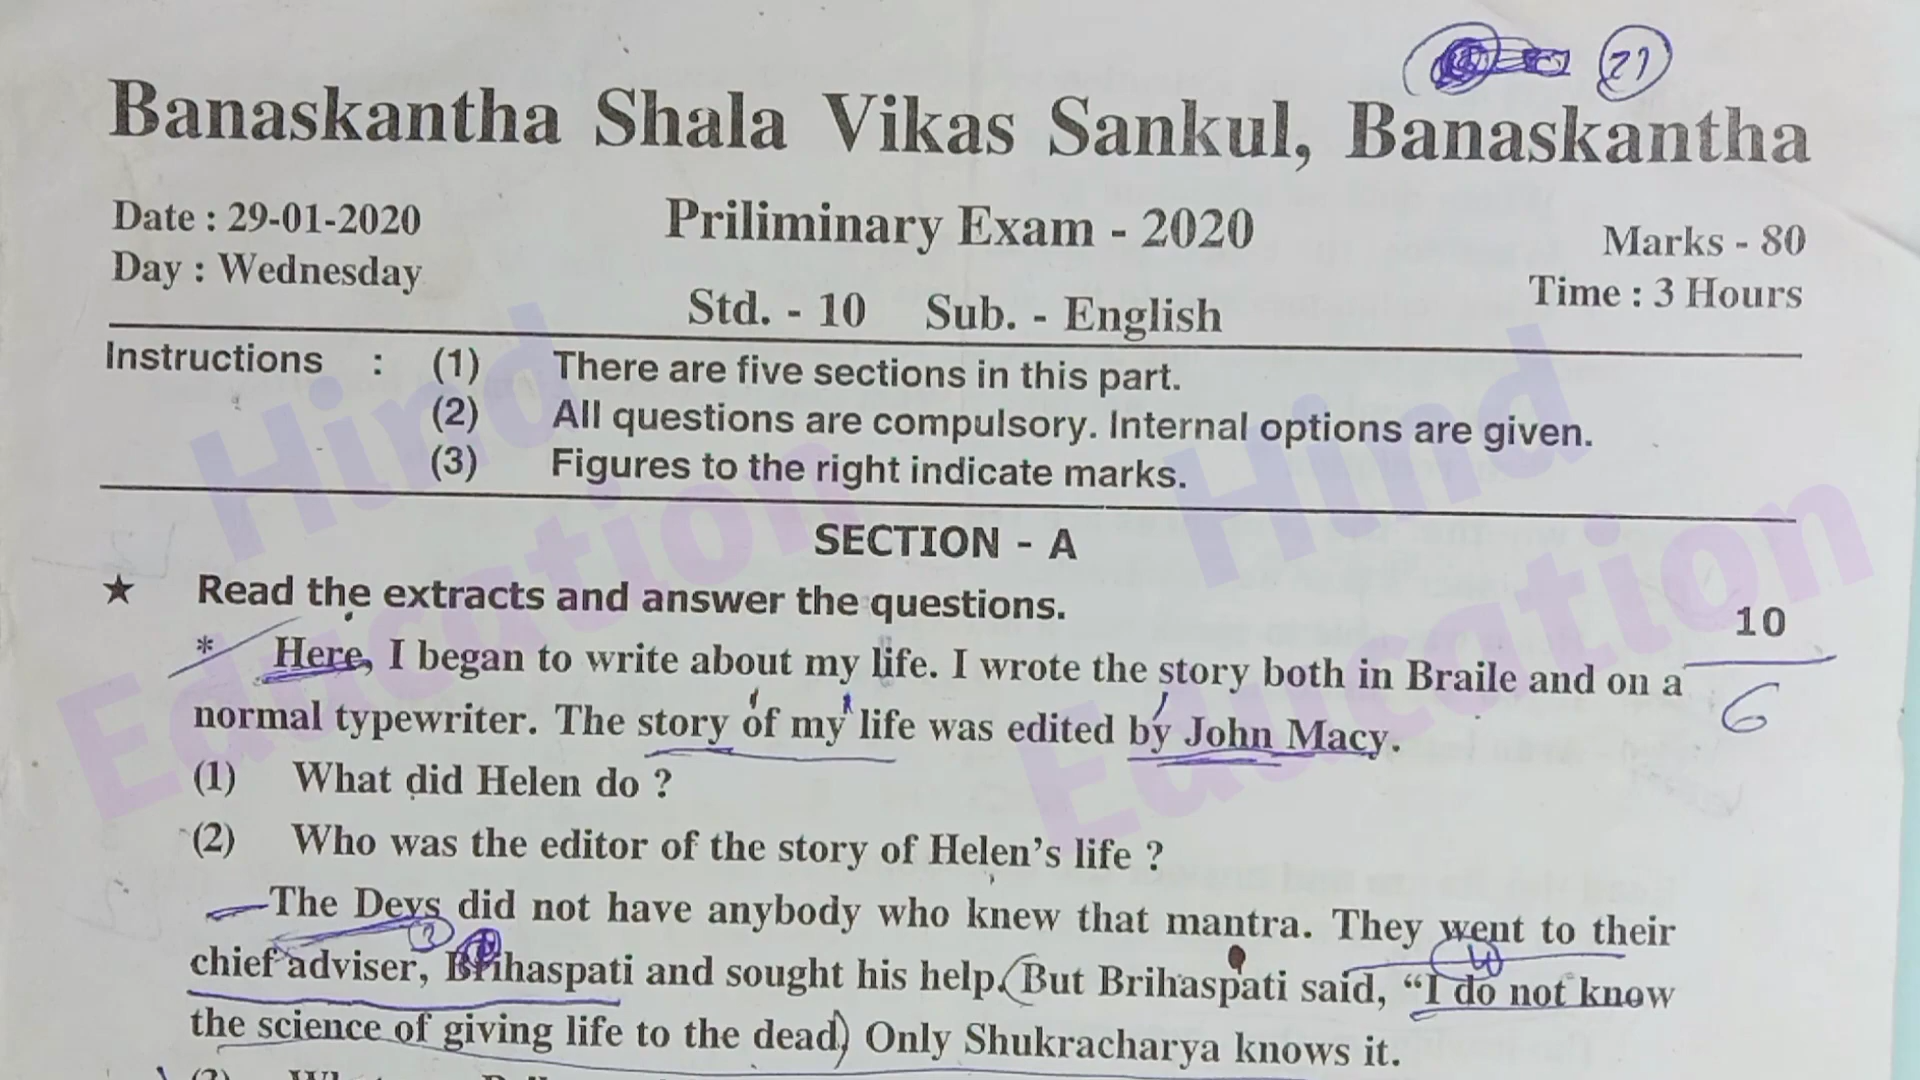 21
Banaskantha Shala Vikas Sankul, Banaskantha
Date : 29-01-2020
Priliminary Exam - 2020
Marks - 80
Day : Wednesday
Time : 3 Hours
Std. - 10 Sub. - English
Instructions : (1) There are five sections in this part.
(2) All questions are compulsory. Internal options are given.
(3) Figures to the right indicate marks.
Hind Education
Hind Education
SECTION - A
★ Read the extracts and answer the questions. 10
* Here, I began to write about my life. I wrote the story both in Braile and on a
6
normal typewriter. The story of my life was edited by John Macy.
(1) What did Helen do ?
(2) Who was the editor of the story of Helen's life ?
The Devs did not have anybody who knew that mantra. They went to their
chief adviser, Brihaspati and sought his help. But Brihaspati said, “I do not know
the science of giving life to the dead) Only Shukracharya knows it.